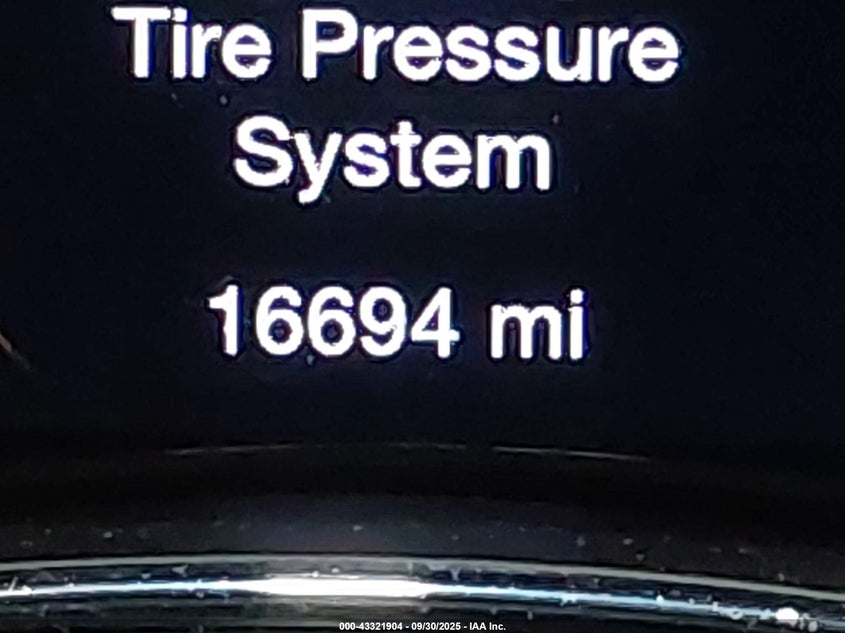 Tire Pressure
System
16694 mi
000-43321904 - 09/30/2025 - IAA Inc.